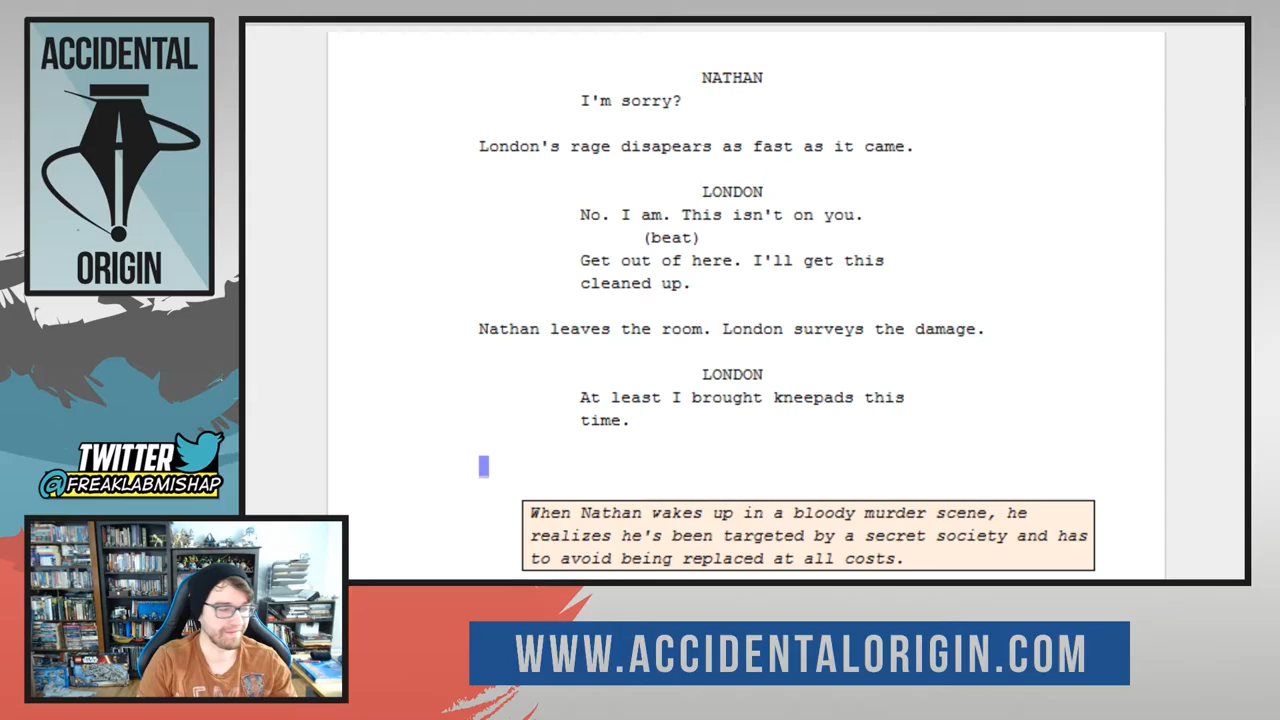 ACCIDENTAL
ORIGIN
NATHAN
I'm sorry?
London's rage disapears as fast as it came.
LONDON
No. I am. This isn't on you.
(beat)
Get out of here. I'll get this
cleaned up.
Nathan leaves the room. London surveys the damage.
LONDON
At least I brought kneepads this
time.
When Nathan wakes up in a bloody murder scene, he
realizes he's been targeted by a secret society and has
to avoid being replaced at all costs.
TWITTER
@FREAKLABMISHAP
WWW.ACCIDENTALORIGIN.COM